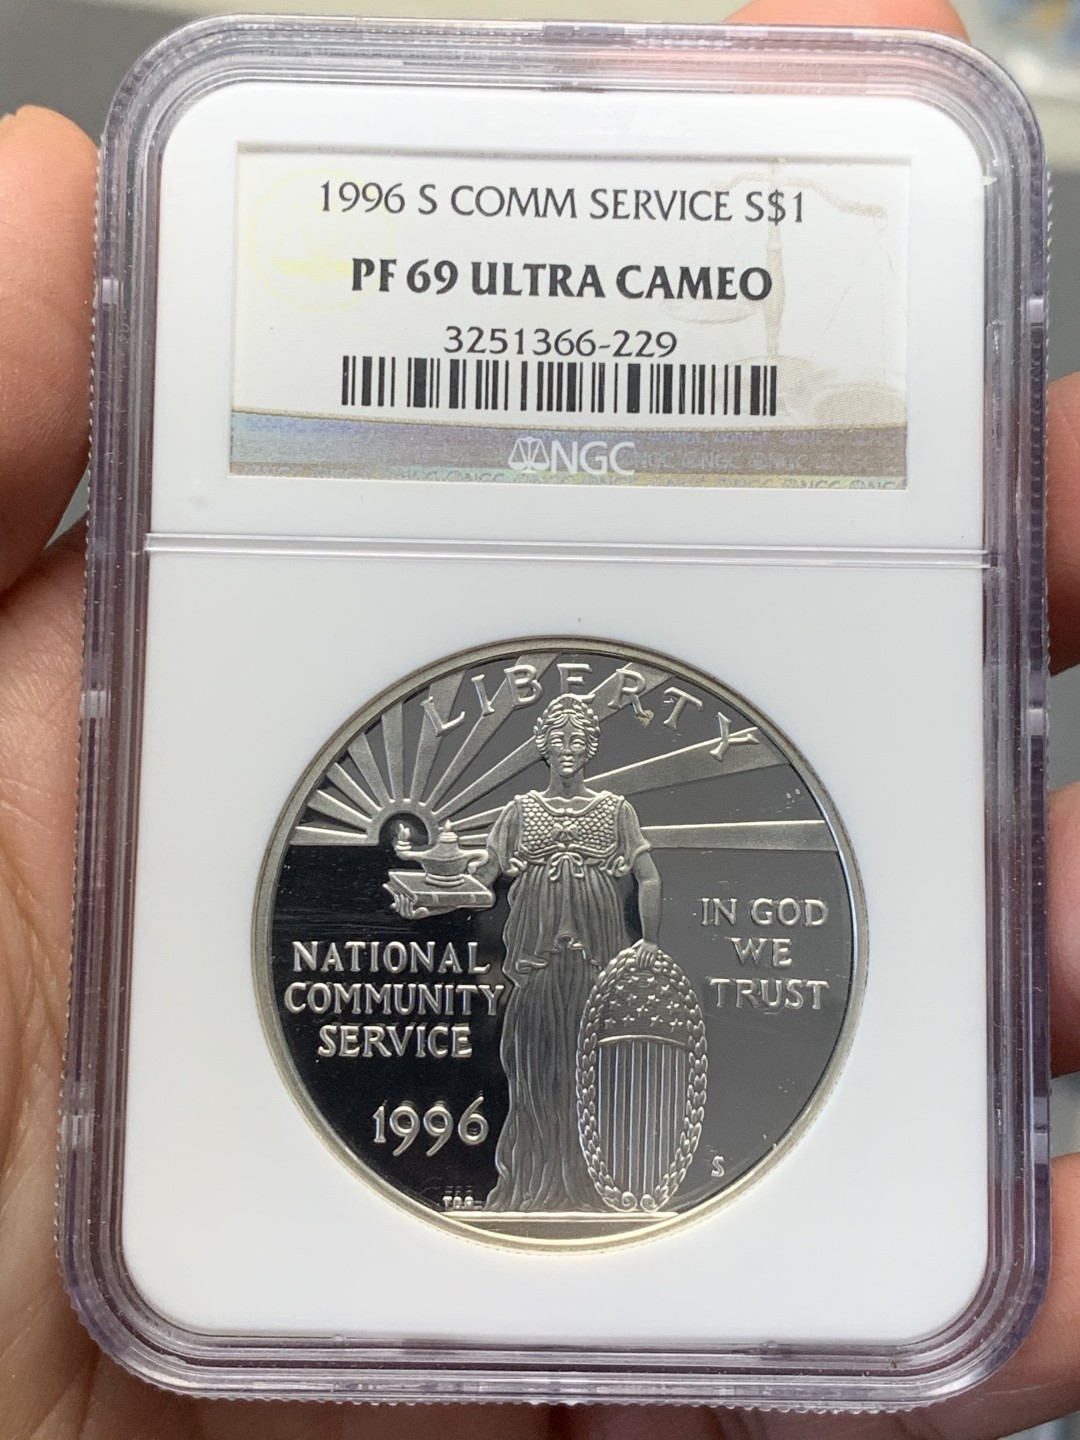 1996 S COMM SERVICE S$1
PF 69 ULTRA CAMEO
3251366-229
NGC
LIBERTY
NATIONAL
COMMUNITY
SERVICE
1996
IN GOD
WE
TRUST
S